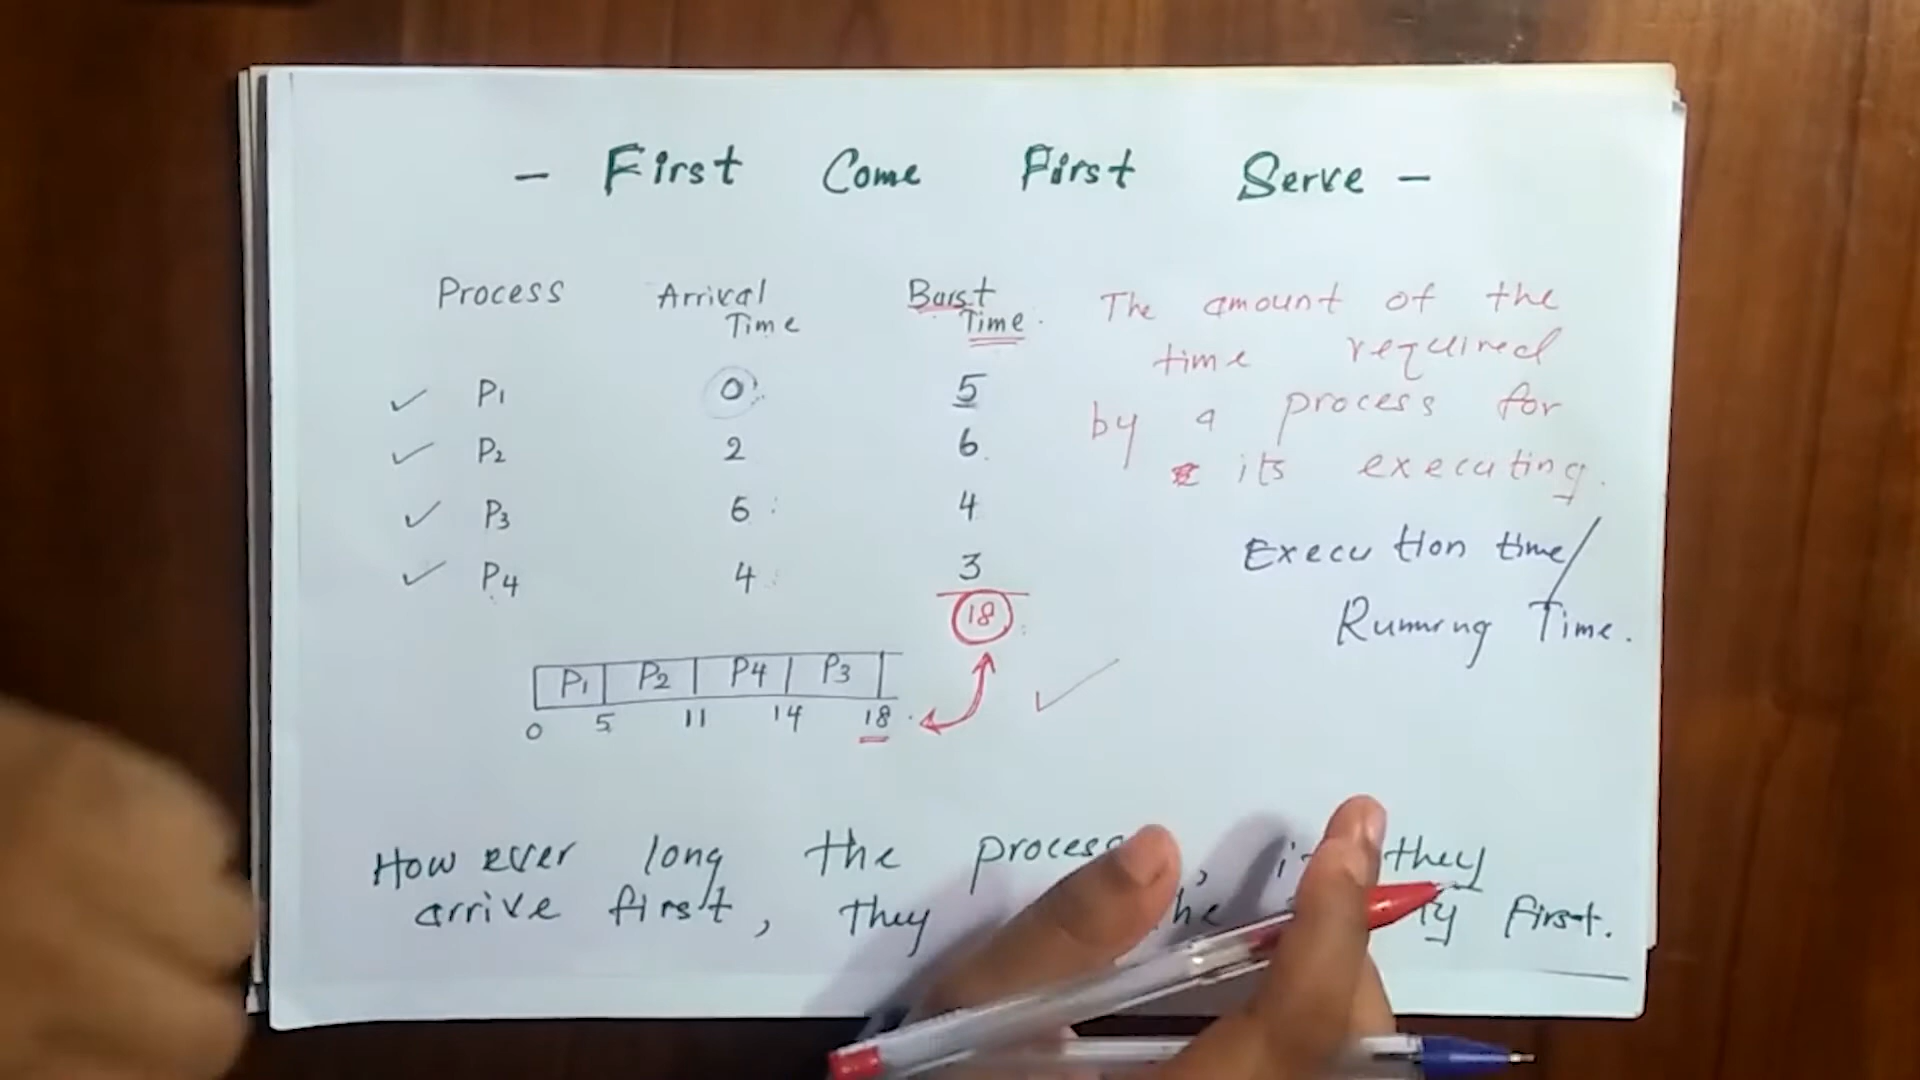 - First Come First Serve -
Process Arrival Time Burst Time.
P1 0 5
P2 2 6
P3 6 4
P4 4 3
18
The amount of the
time required
by a process for
its executing.
Execution time/
Running Time.
P1 P2 P4 P3
0 5 11 14 18
How ever long the process, they
arrive first, they first.